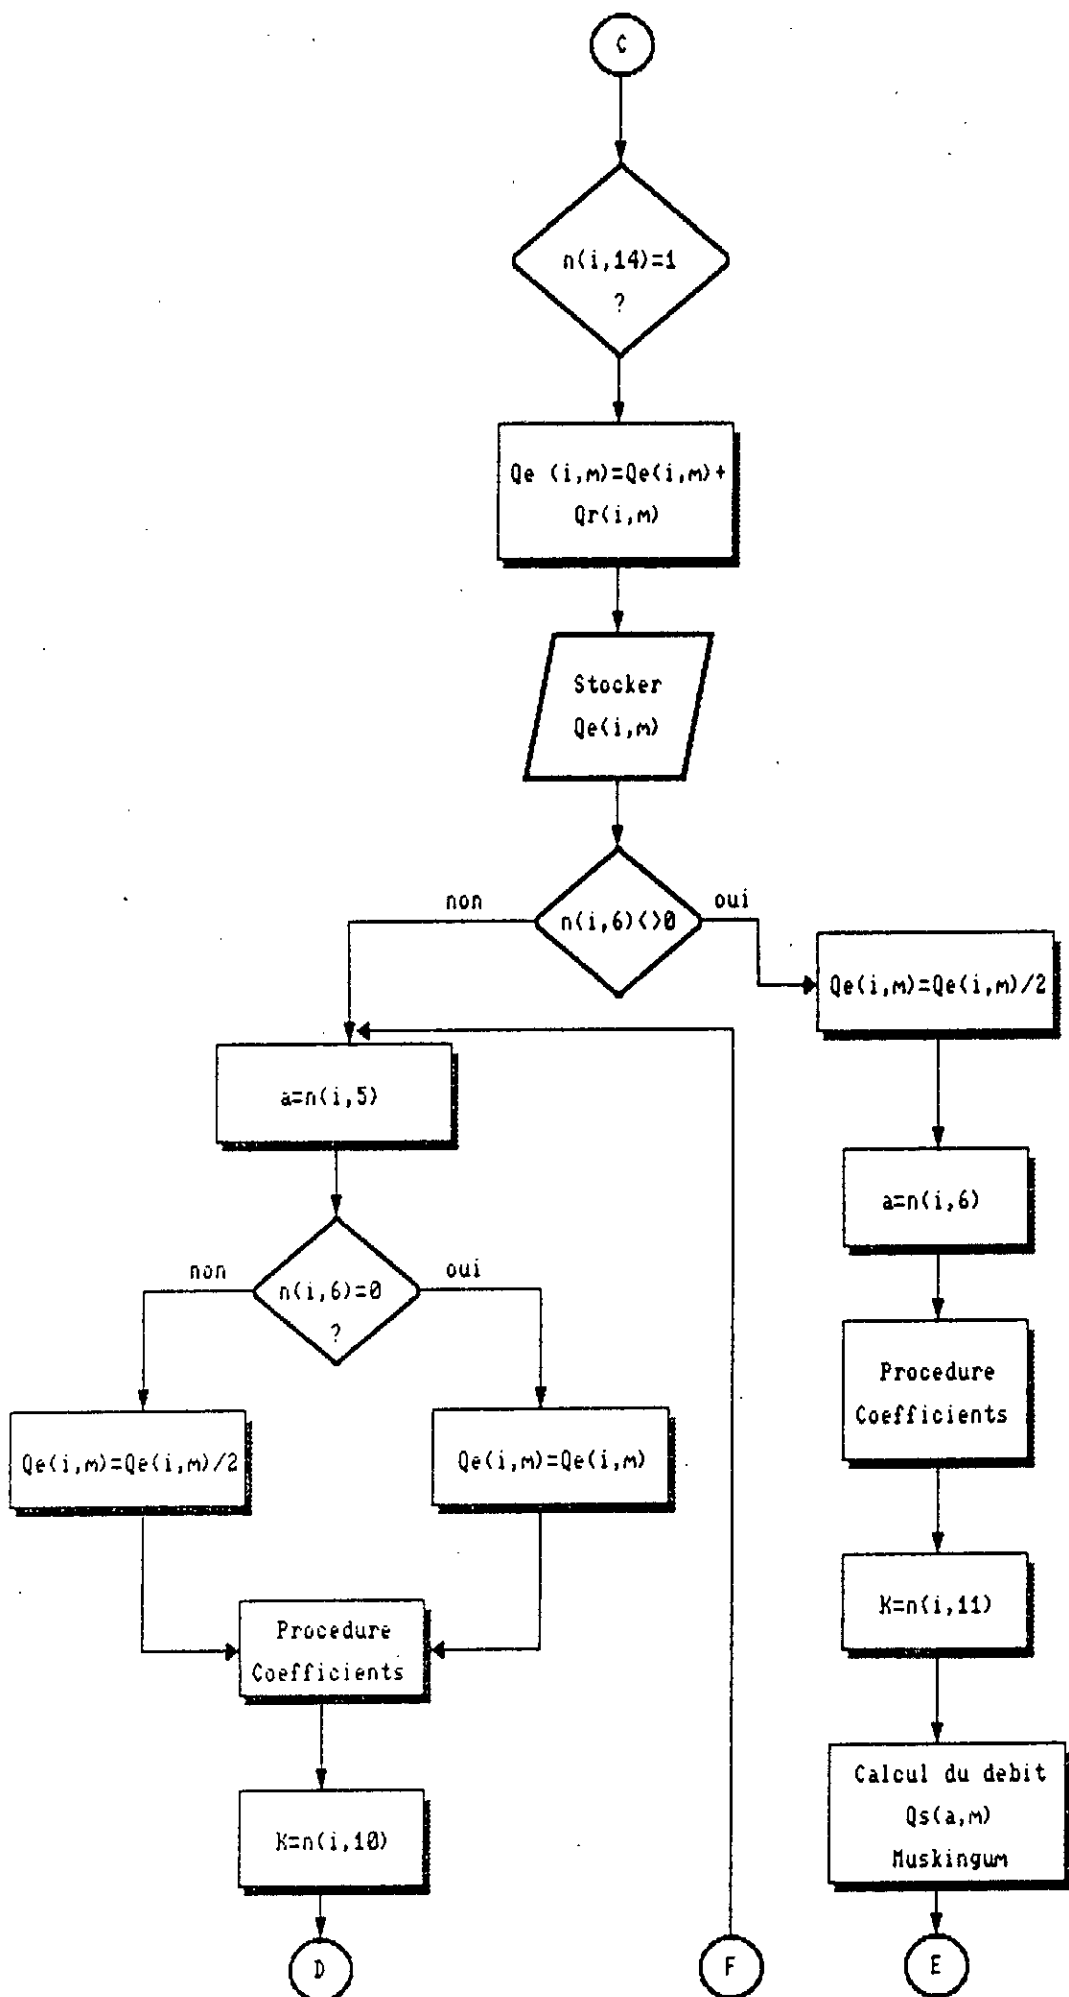 C
n(i,14)=1
?
Qe (i,m)=Qe(i,m)+
Qr(i,m)
Stocker
Qe(i,m)
non
n(i,6)<>0
oui
Qe(i,m)=Qe(i,m)/2
a=n(i,5)
a=n(i,6)
non
n(i,6)=0
?
oui
Procedure
Coefficients
Qe(i,m)=Qe(i,m)/2
Qe(i,m)=Qe(i,m)
K=n(i,11)
Procedure
Coefficients
Calcul du debit
Qs(a,m)
Muskingum
K=n(i,10)
D
F
E